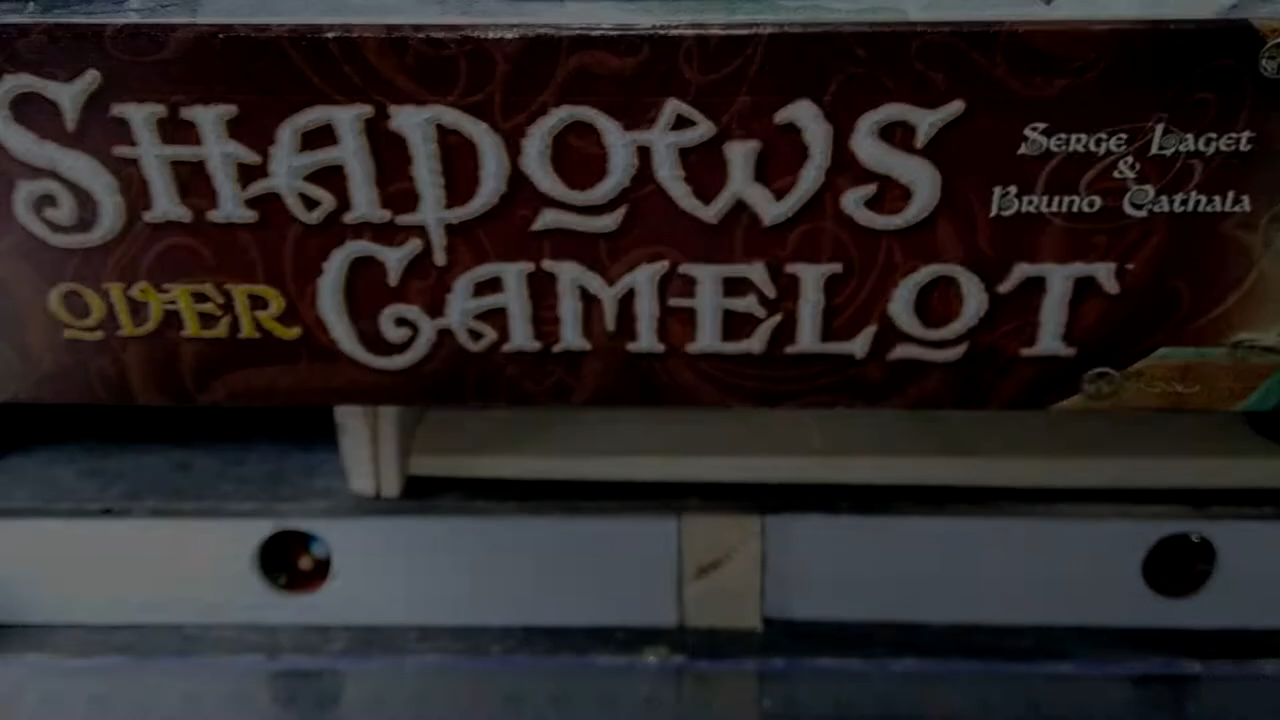 SHADOWS
OVER CAMELOT
SERGE LAGET
&
BRUNO CATHALA